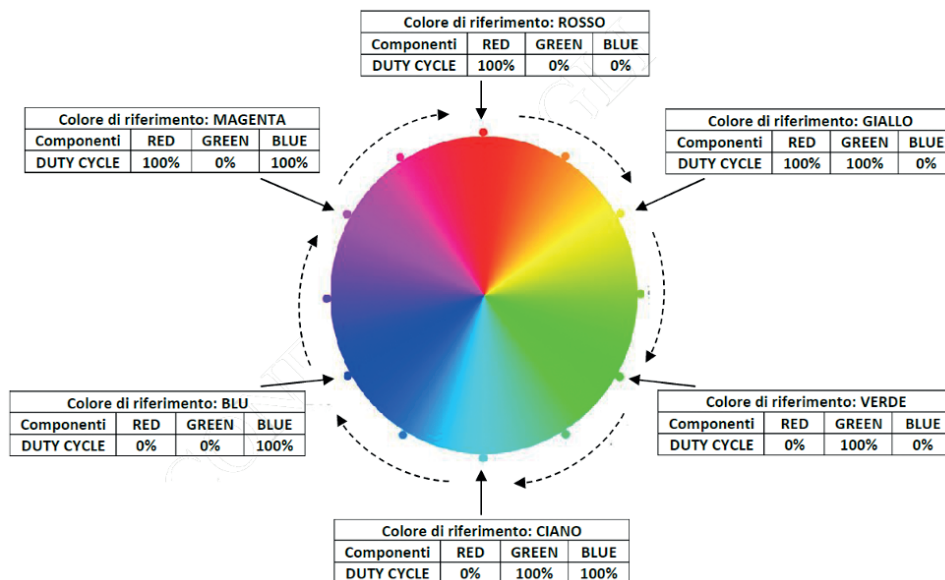 Colore di riferimento: ROSSO
Componenti RED GREEN BLUE
DUTY CYCLE 100% 0% 0%
Colore di riferimento: MAGENTA
Componenti RED GREEN BLUE
DUTY CYCLE 100% 0% 100%
Colore di riferimento: GIALLO
Componenti RED GREEN BLUE
DUTY CYCLE 100% 100% 0%
Colore di riferimento: BLU
Componenti RED GREEN BLUE
DUTY CYCLE 0% 0% 100%
Colore di riferimento: VERDE
Componenti RED GREEN BLUE
DUTY CYCLE 0% 100% 0%
Colore di riferimento: CIANO
Componenti RED GREEN BLUE
DUTY CYCLE 0% 100% 100%